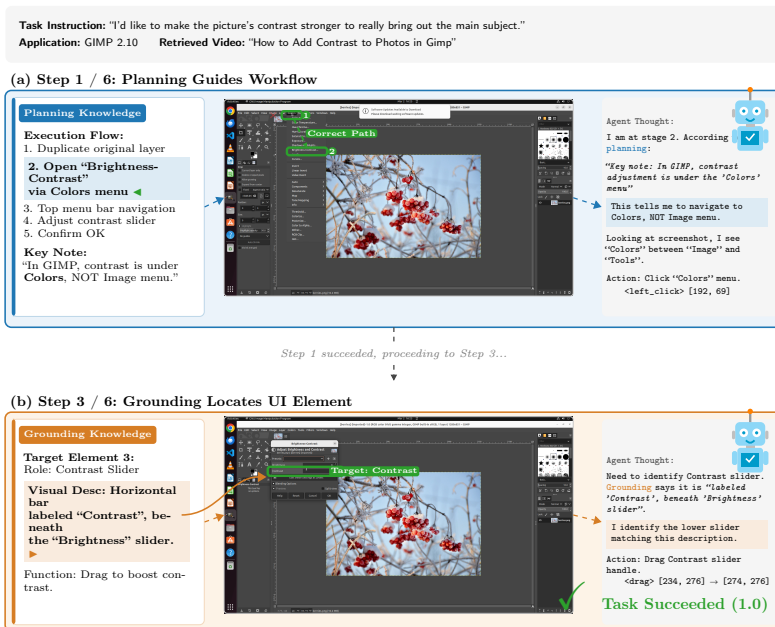 Task Instruction: “I’d like to make the picture’s contrast stronger to really bring out the main subject.”
Application: GIMP 2.10 Retrieved Video: “How to Add Contrast to Photos in Gimp”
(a) Step 1 / 6: Planning Guides Workflow
Planning Knowledge
Execution Flow:
1. Duplicate original layer
2. Open “Brightness-
Contrast”
via Colors menu ◀
3. Top menu bar navigation
4. Adjust contrast slider
5. Confirm OK
Key Note:
“In GIMP, contrast is under
Colors, NOT Image menu.”
1
Correct Path
2
Agent Thought:
I am at stage 2. According
planning:
“Key note: In GIMP, contrast
adjustment is under the ’Colors’
menu”
This tells me to navigate to
Colors, NOT Image menu.
Looking at screenshot, I see
“Colors” between “Image” and
“Tools”.
Action: Click “Colors” menu.
<left_click> [192, 69]
Step 1 succeeded, proceeding to Step 3...
(b) Step 3 / 6: Grounding Locates UI Element
Grounding Knowledge
Target Element 3:
Role: Contrast Slider
Visual Desc: Horizontal
bar
labeled “Contrast”, be-
neath
the “Brightness” slider.
▶
Function: Drag to boost con-
trast.
Adjust Brightness and Contrast
Target: Contrast
Agent Thought:
Need to identify Contrast slider.
Grounding says it is “labeled
’Contrast’, beneath ’Brightness’
slider”.
I identify the lower slider
matching this description.
Action: Drag Contrast slider
handle.
<drag> [234, 276] → [274, 276]
Task Succeeded (1.0)